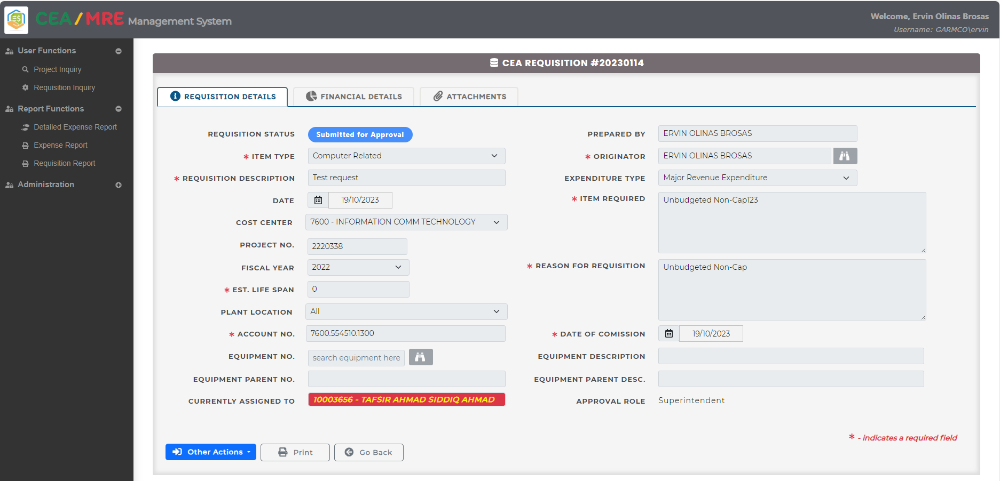 CEA/MRE Management System
Welcome, Ervin Olinas Brosas
Username: GARMCO\ervin
User Functions
Project Inquiry
Requisition Inquiry
Report Functions
Detailed Expense Report
Expense Report
Requisition Report
Administration
CEA REQUISITION #20230114
REQUISITION DETAILS
FINANCIAL DETAILS
ATTACHMENTS
REQUISITION STATUS Submitted for Approval
PREPARED BY ERVIN OLINAS BROSAS
* ITEM TYPE Computer Related
* ORIGINATOR ERVIN OLINAS BROSAS
* REQUISITION DESCRIPTION Test request
EXPENDITURE TYPE Major Revenue Expenditure
DATE 19/10/2023
* ITEM REQUIRED Unbudgeted Non-Cap123
COST CENTER 7600 - INFORMATION COMM TECHNOLOGY
PROJECT NO. 2220338
FISCAL YEAR 2022
* REASON FOR REQUISITION Unbudgeted Non-Cap
* EST. LIFE SPAN 0
PLANT LOCATION All
* ACCOUNT NO. 7600.554510.1300
* DATE OF COMISSION 19/10/2023
EQUIPMENT NO. search equipment here
EQUIPMENT DESCRIPTION
EQUIPMENT PARENT NO.
EQUIPMENT PARENT DESC.
CURRENTLY ASSIGNED TO 10003656 - TAFSIR AHMAD SIDDIQ AHMAD
APPROVAL ROLE Superintendent
* - indicates a required field
Other Actions
Print
Go Back